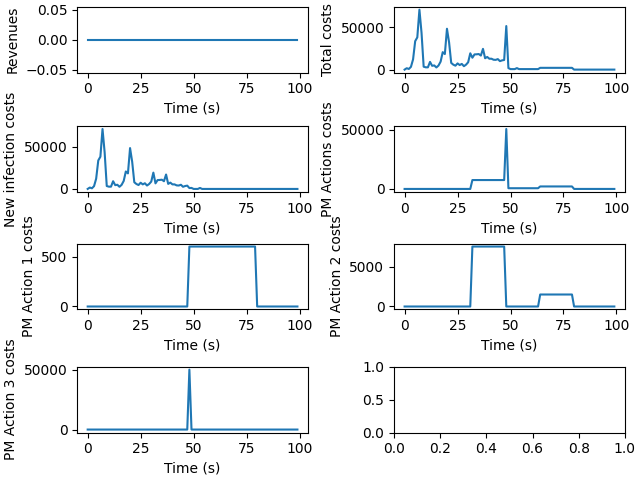 Revenues
0.05
0.00
−0.05
0 25 50 75 100
Time (s)
Total costs
50000
0
0 25 50 75 100
Time (s)
New infection costs
50000
0
0 25 50 75 100
Time (s)
PM Actions costs
50000
0
0 25 50 75 100
Time (s)
PM Action 1 costs
500
0
0 25 50 75 100
Time (s)
PM Action 2 costs
5000
0
0 25 50 75 100
Time (s)
PM Action 3 costs
50000
0
0 25 50 75 100
Time (s)
1.0
0.5
0.0
0.0 0.2 0.4 0.6 0.8 1.0